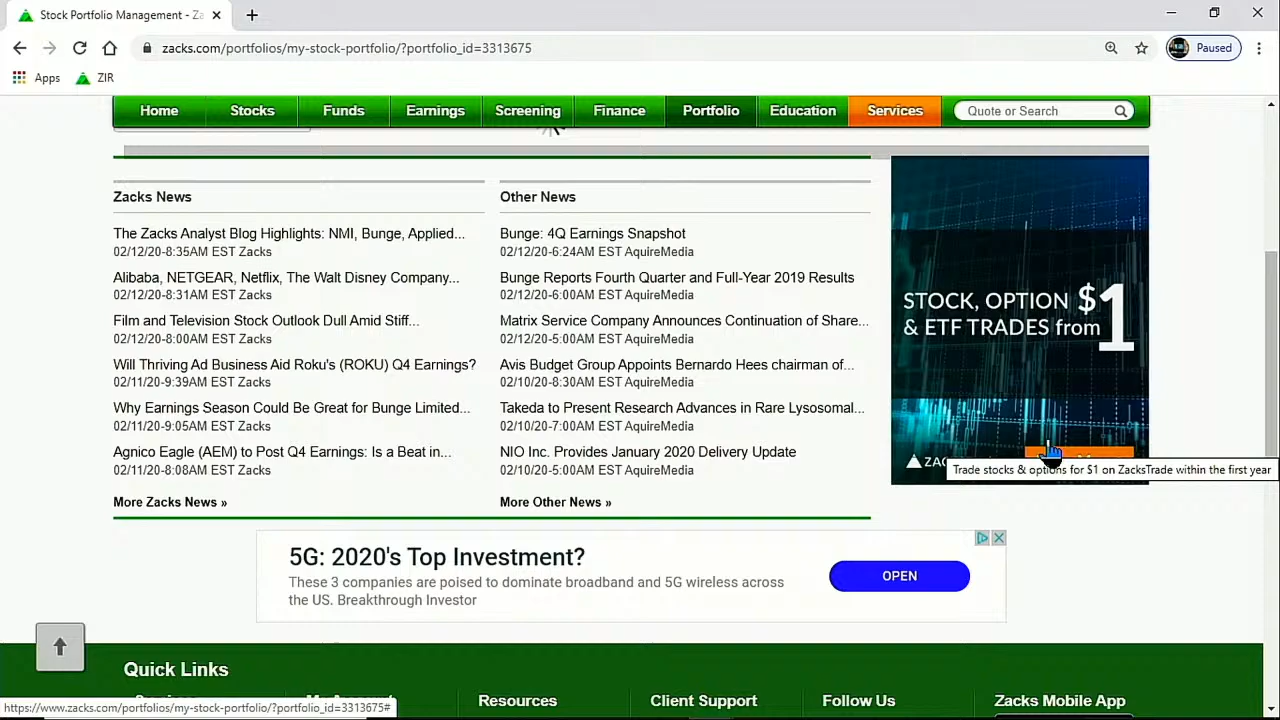 Stock Portfolio Management - Za
zacks.com/portfolios/my-stock-portfolio/?portfolio_id=3313675
Paused
Apps
ZIR
Home
Stocks
Funds
Earnings
Screening
Finance
Portfolio
Education
Services
Quote or Search
Zacks News
The Zacks Analyst Blog Highlights: NMI, Bunge, Applied...
02/12/20-8:35AM EST Zacks
Alibaba, NETGEAR, Netflix, The Walt Disney Company...
02/12/20-8:31AM EST Zacks
Film and Television Stock Outlook Dull Amid Stiff...
02/12/20-8:00AM EST Zacks
Will Thriving Ad Business Aid Roku's (ROKU) Q4 Earnings?
02/11/20-9:39AM EST Zacks
Why Earnings Season Could Be Great for Bunge Limited...
02/11/20-9:05AM EST Zacks
Agnico Eagle (AEM) to Post Q4 Earnings: Is a Beat in...
02/11/20-8:08AM EST Zacks
More Zacks News »
Other News
Bunge: 4Q Earnings Snapshot
02/12/20-6:24AM EST AquireMedia
Bunge Reports Fourth Quarter and Full-Year 2019 Results
02/12/20-6:00AM EST AquireMedia
Matrix Service Company Announces Continuation of Share...
02/12/20-5:00AM EST AquireMedia
Avis Budget Group Appoints Bernardo Hees chairman of...
02/10/20-8:30AM EST AquireMedia
Takeda to Present Research Advances in Rare Lysosomal...
02/10/20-7:00AM EST AquireMedia
NIO Inc. Provides January 2020 Delivery Update
02/10/20-5:00AM EST AquireMedia
More Other News »
STOCK, OPTION $1
& ETF TRADES from
ZAC
Trade stocks & options for $1 on ZacksTrade within the first year
5G: 2020's Top Investment?
These 3 companies are poised to dominate broadband and 5G wireless across
the US. Breakthrough Investor
OPEN
Quick Links
Resources
Client Support
Follow Us
Zacks Mobile App
https://www.zacks.com/portfolios/my-stock-portfolio/?portfolio_id=3313675#